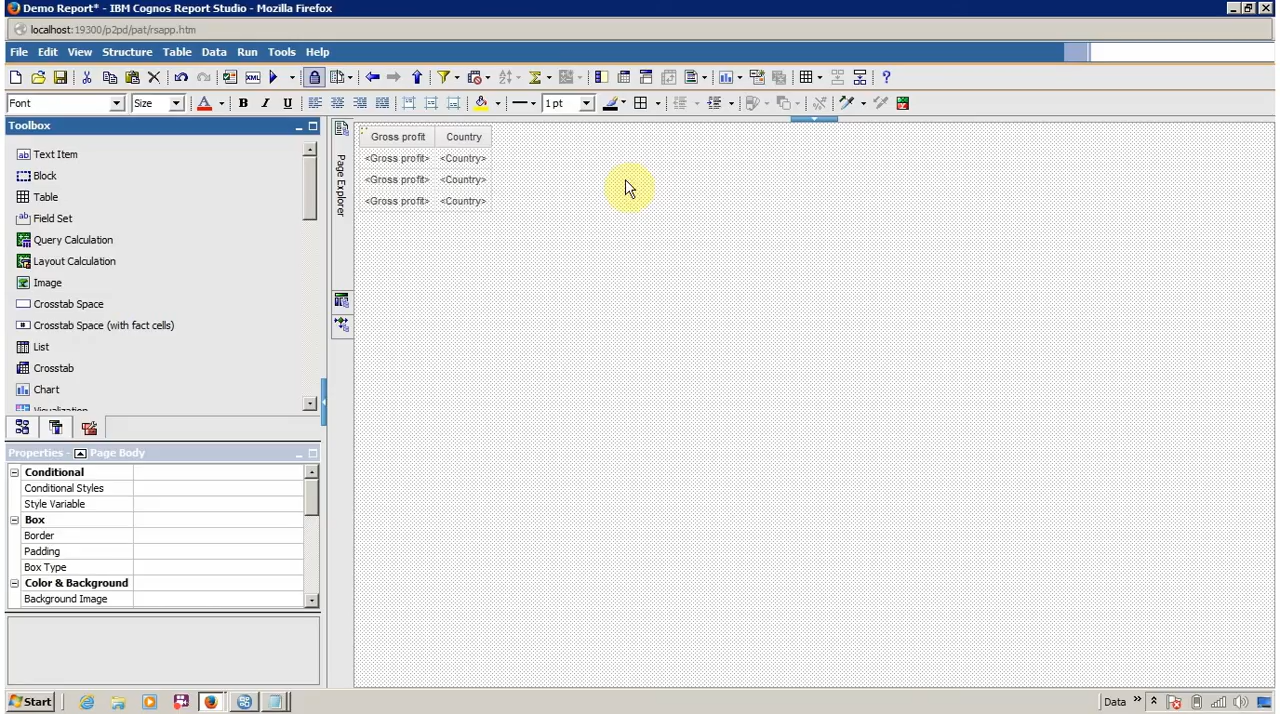 Demo Report* - IBM Cognos Report Studio - Mozilla Firefox
localhost:19300/p2pd/pat/rsapp.htm
File Edit View Structure Table Data Run Tools Help
Font Size A B I U 1 pt
Toolbox
Text Item
Block
Table
Field Set
Query Calculation
Layout Calculation
Image
Crosstab Space
Crosstab Space (with fact cells)
List
Crosstab
Chart
Visualization
Properties - Page Body
Conditional
Conditional Styles
Style Variable
Box
Border
Padding
Box Type
Color & Background
Background Image
Page Explorer
Gross profit Country
<Gross profit> <Country>
<Gross profit> <Country>
<Gross profit> <Country>
Start
Data